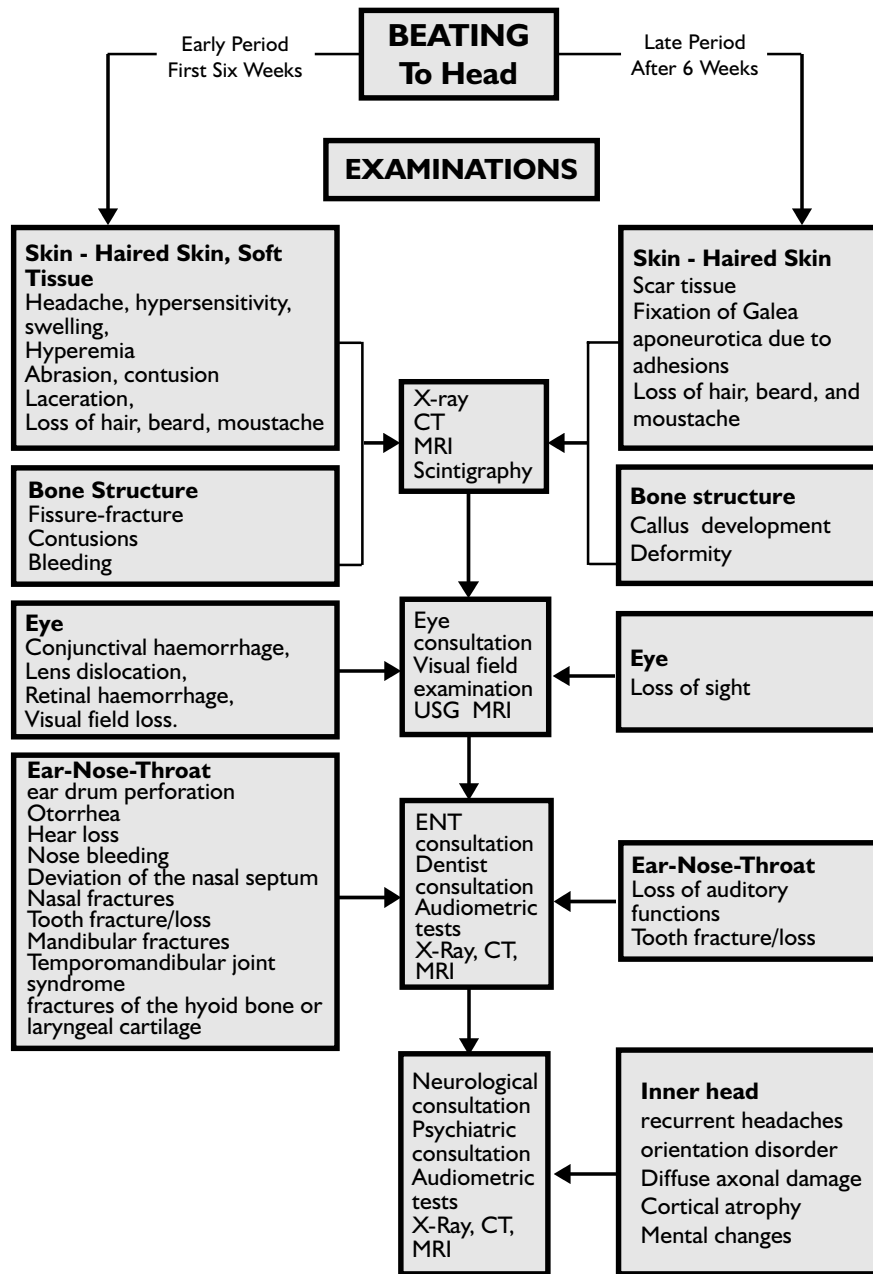 Early Period
First Six Weeks
BEATING
To Head
Late Period
After 6 Weeks
EXAMINATIONS
Skin - Haired Skin, Soft
Tissue
Headache, hypersensitivity,
swelling,
Hyperemia
Abrasion, contusion
Laceration,
Loss of hair, beard, moustache
Bone Structure
Fissure-fracture
Contusions
Bleeding
X-ray
CT
MRI
Scintigraphy
Skin - Haired Skin
Scar tissue
Fixation of Galea
aponeurotica due to
adhesions
Loss of hair, beard, and
moustache
Bone structure
Callus development
Deformity
Eye
Conjunctival haemorrhage,
Lens dislocation,
Retinal haemorrhage,
Visual field loss.
Eye
consultation
Visual field
examination
USG MRI
Eye
Loss of sight
Ear-Nose-Throat
ear drum perforation
Otorrhea
Hear loss
Nose bleeding
Deviation of the nasal septum
Nasal fractures
Tooth fracture/loss
Mandibular fractures
Temporomandibular joint
syndrome
fractures of the hyoid bone or
laryngeal cartilage
ENT
consultation
Dentist
consultation
Audiometric
tests
X-Ray, CT,
MRI
Ear-Nose-Throat
Loss of auditory
functions
Tooth fracture/loss
Neurological
consultation
Psychiatric
consultation
Audiometric
tests
X-Ray, CT,
MRI
Inner head
recurrent headaches
orientation disorder
Diffuse axonal damage
Cortical atrophy
Mental changes